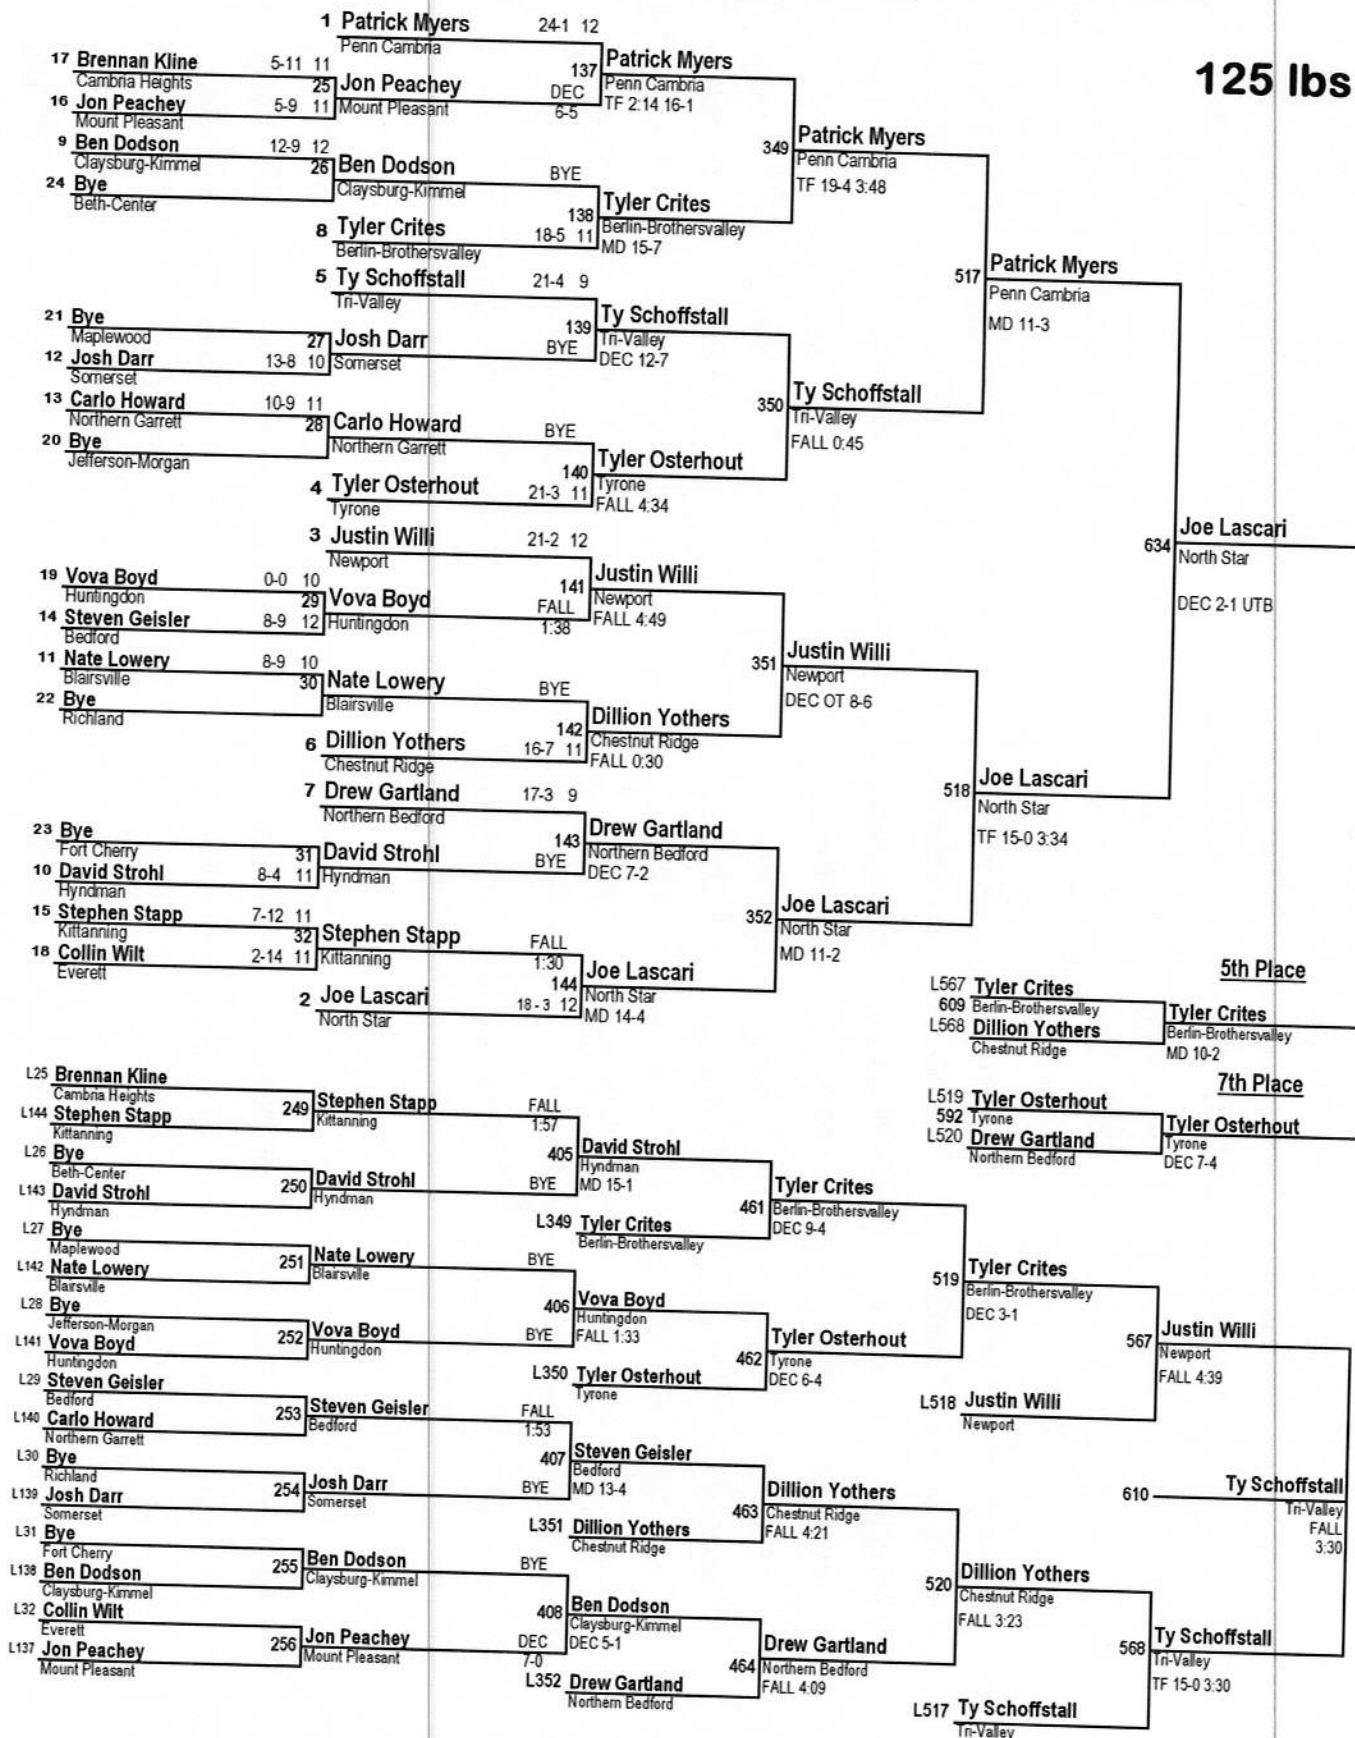 125 lbs
1 Patrick Myers 24-1 12
Penn Cambria
17 Brennan Kline 5-11 11
Cambria Heights
25
16 Jon Peachey 5-9 11
Mount Pleasant
Jon Peachey DEC
Mount Pleasant 6-5
137 Patrick Myers
Penn Cambria
TF 2:14 16-1
9 Ben Dodson 12-9 12
Claysburg-Kimmel
26
24 Bye
Beth-Center
Ben Dodson BYE
Claysburg-Kimmel
8 Tyler Crites 18-5 11
Berlin-Brothersvalley
138 Tyler Crites
Berlin-Brothersvalley
MD 15-7
349 Patrick Myers
Penn Cambria
TF 19-4 3:48
5 Ty Schoffstall 21-4 9
Tri-Valley
21 Bye
Maplewood
27
12 Josh Darr 13-8 10
Somerset
Josh Darr BYE
Somerset
139 Ty Schoffstall
Tri-Valley
DEC 12-7
13 Carlo Howard 10-9 11
Northern Garrett
28
20 Bye
Jefferson-Morgan
Carlo Howard BYE
Northern Garrett
4 Tyler Osterhout 21-3 11
Tyrone
140 Tyler Osterhout
Tyrone
FALL 4:34
350 Ty Schoffstall
Tri-Valley
FALL 0:45
517 Patrick Myers
Penn Cambria
MD 11-3
3 Justin Willi 21-2 12
Newport
19 Vova Boyd 0-0 10
Huntingdon
29
14 Steven Geisler 8-9 12
Bedford
Vova Boyd FALL
Huntingdon 1:38
141 Justin Willi
Newport
FALL 4:49
11 Nate Lowery 8-9 10
Blairsville
30
22 Bye
Richland
Nate Lowery BYE
Blairsville
6 Dillion Yothers 16-7 11
Chestnut Ridge
142 Dillion Yothers
Chestnut Ridge
FALL 0:30
351 Justin Willi
Newport
DEC OT 8-6
7 Drew Gartland 17-3 9
Northern Bedford
23 Bye
Fort Cherry
31
10 David Strohl 8-4 11
Hyndman
David Strohl BYE
Hyndman
143 Drew Gartland
Northern Bedford
DEC 7-2
15 Stephen Stapp 7-12 11
Kittanning
32
18 Collin Wilt 2-14 11
Everett
Stephen Stapp FALL
Kittanning 1:30
2 Joe Lascari 18-3 12
North Star
144 Joe Lascari
North Star
MD 14-4
352 Joe Lascari
North Star
MD 11-2
518 Joe Lascari
North Star
TF 15-0 3:34
634 Joe Lascari
North Star
DEC 2-1 UTB
5th Place
L567 Tyler Crites
609 Berlin-Brothersvalley
L568 Dillion Yothers
Chestnut Ridge
Tyler Crites
Berlin-Brothersvalley
MD 10-2
7th Place
L519 Tyler Osterhout
592 Tyrone
L520 Drew Gartland
Northern Bedford
Tyler Osterhout
Tyrone
DEC 7-4
L25 Brennan Kline
Cambria Heights
L144 Stephen Stapp
Kittanning
249 Stephen Stapp FALL
Kittanning 1:57
L26 Bye
Beth-Center
L143 David Strohl
Hyndman
250 David Strohl BYE
Hyndman
405 David Strohl
Hyndman
MD 15-1
L349 Tyler Crites
Berlin-Brothersvalley
461 Tyler Crites
Berlin-Brothersvalley
DEC 9-4
L27 Bye
Maplewood
L142 Nate Lowery
Blairsville
251 Nate Lowery BYE
Blairsville
L28 Bye
Jefferson-Morgan
L141 Vova Boyd
Huntingdon
252 Vova Boyd BYE
Huntingdon
406 Vova Boyd
Huntingdon
FALL 1:33
L350 Tyler Osterhout
Tyrone
462 Tyler Osterhout
Tyrone
DEC 6-4
519 Tyler Crites
Berlin-Brothersvalley
DEC 3-1
L518 Justin Willi
Newport
567 Justin Willi
Newport
FALL 4:39
L29 Steven Geisler
Bedford
L140 Carlo Howard
Northern Garrett
253 Steven Geisler FALL
Bedford 1:53
L30 Bye
Richland
L139 Josh Darr
Somerset
254 Josh Darr BYE
Somerset
407 Steven Geisler
Bedford
MD 13-4
L351 Dillion Yothers
Chestnut Ridge
463 Dillion Yothers
Chestnut Ridge
FALL 4:21
L31 Bye
Fort Cherry
L138 Ben Dodson
Claysburg-Kimmel
255 Ben Dodson BYE
Claysburg-Kimmel
L32 Collin Wilt
Everett
L137 Jon Peachey
Mount Pleasant
256 Jon Peachey DEC
Mount Pleasant 7-0
408 Ben Dodson
Claysburg-Kimmel
DEC 5-1
L352 Drew Gartland
Northern Bedford
464 Drew Gartland
Northern Bedford
FALL 4:09
520 Dillion Yothers
Chestnut Ridge
FALL 3:23
L517 Ty Schoffstall
Tri-Valley
568 Ty Schoffstall
Tri-Valley
TF 15-0 3:30
610 Ty Schoffstall
Tri-Valley
FALL
3:30